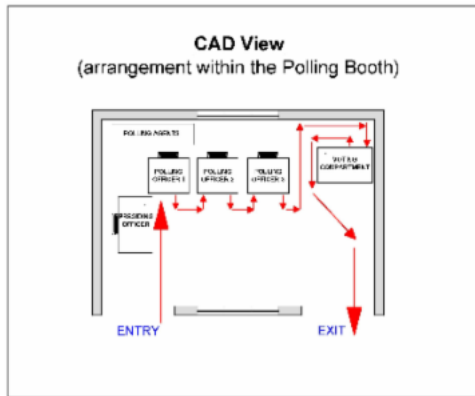 CAD View
(arrangement within the Polling Booth)
POLLING AGENTS
POLLING
OFFICER 1
POLLING
OFFICER 2
POLLING
OFFICER 3
VOTING
COMPARTMENT
PRESIDING
OFFICER
ENTRY
EXIT